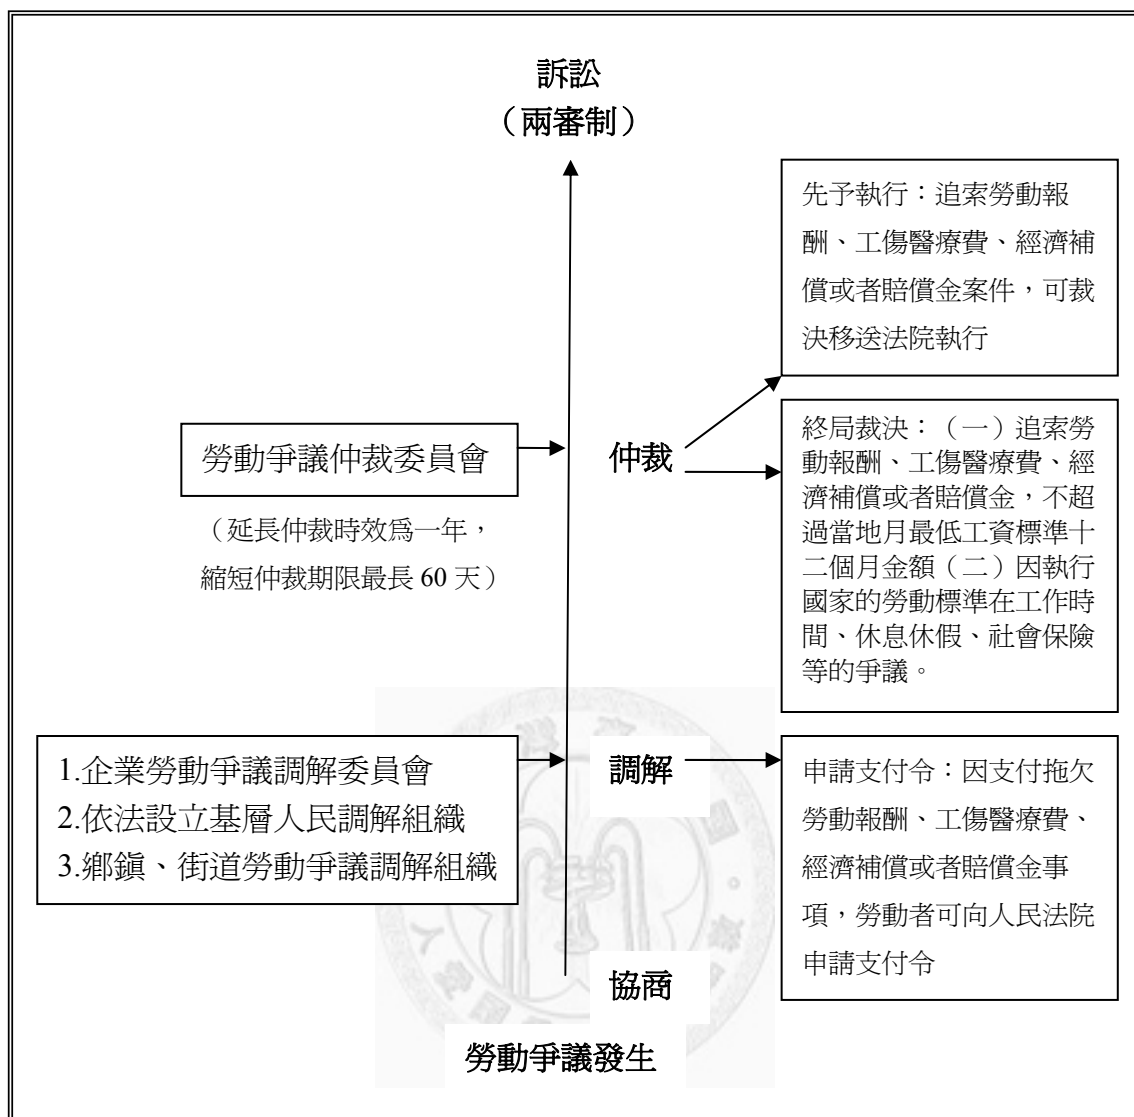 訴訟
（兩審制）
先予執行：追索勞動報
酬、工傷醫療費、經濟補
償或者賠償金案件，可裁
決移送法院執行
勞動爭議仲裁委員會
（延長仲裁時效爲一年，
縮短仲裁期限最長 60 天）
仲裁
終局裁決：（一）追索勞
動報酬、工傷醫療費、經
濟補償或者賠償金，不超
過當地月最低工資標準十
二個月金額（二）因執行
國家的勞動標準在工作時
間、休息休假、社會保險
等的爭議。
1.企業勞動爭議調解委員會
2.依法設立基層人民調解組織
3.鄉鎮、街道勞動爭議調解組織
調解
申請支付令：因支付拖欠
勞動報酬、工傷醫療費、
經濟補償或者賠償金事
項，勞動者可向人民法院
申請支付令
協商
勞動爭議發生